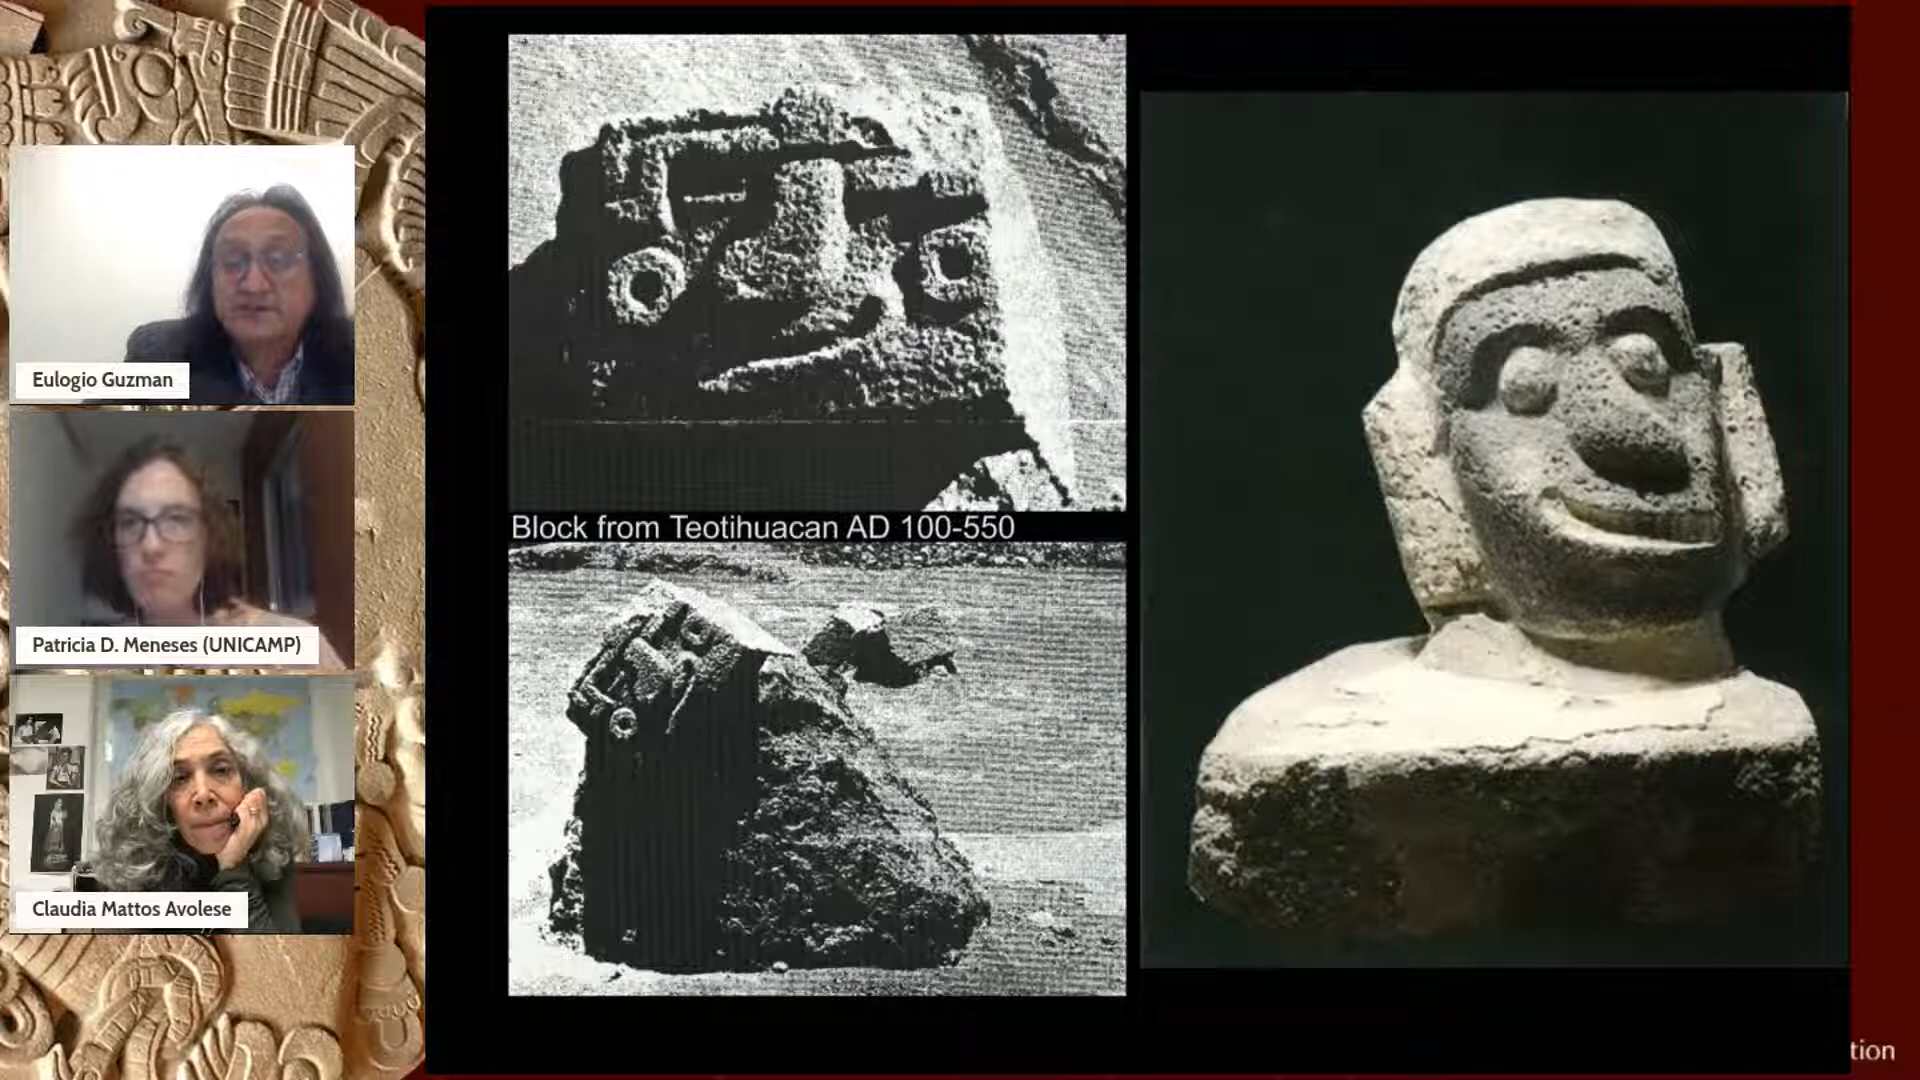 Eulogio Guzman
Patricia D. Meneses (UNICAMP)
Claudia Mattos Avolese
Block from Teotihuacan AD 100-550
tion